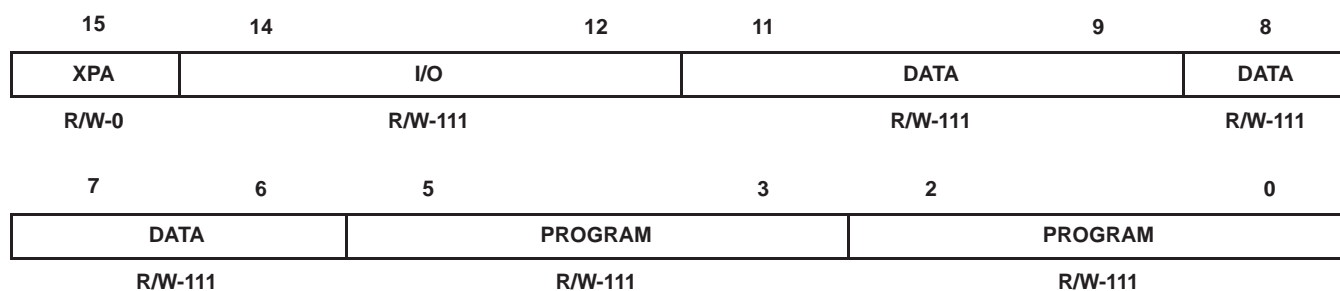 15 14 12 11 9 8
XPA I/O DATA DATA
R/W-0 R/W-111 R/W-111 R/W-111
7 6 5 3 2 0
DATA PROGRAM PROGRAM
R/W-111 R/W-111 R/W-111